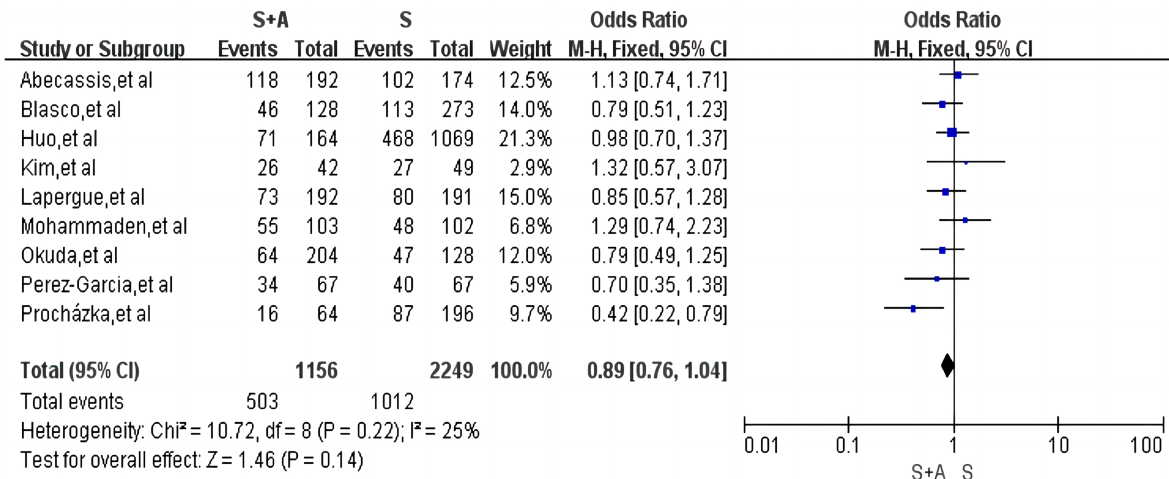 S+A S Odds Ratio Odds Ratio
Study or Subgroup Events Total Events Total Weight M-H, Fixed, 95% CI M-H, Fixed, 95% CI
Abecassis,et al 118 192 102 174 12.5% 1.13 [0.74, 1.71]
Blasco,et al 46 128 113 273 14.0% 0.79 [0.51, 1.23]
Huo,et al 71 164 468 1069 21.3% 0.98 [0.70, 1.37]
Kim,et al 26 42 27 49 2.9% 1.32 [0.57, 3.07]
Lapergue,et al 73 192 80 191 15.0% 0.85 [0.57, 1.28]
Mohammaden,et al 55 103 48 102 6.8% 1.29 [0.74, 2.23]
Okuda,et al 64 204 47 128 12.0% 0.79 [0.49, 1.25]
Perez-Garcia,et al 34 67 40 67 5.9% 0.70 [0.35, 1.38]
Procházka,et al 16 64 87 196 9.7% 0.42 [0.22, 0.79]
Total (95% CI) 1156 2249 100.0% 0.89 [0.76, 1.04]
Total events 503 1012
Heterogeneity: Chi² = 10.72, df = 8 (P = 0.22); I² = 25%
Test for overall effect: Z = 1.46 (P = 0.14)
0.01 0.1 1 10 100
S+A S